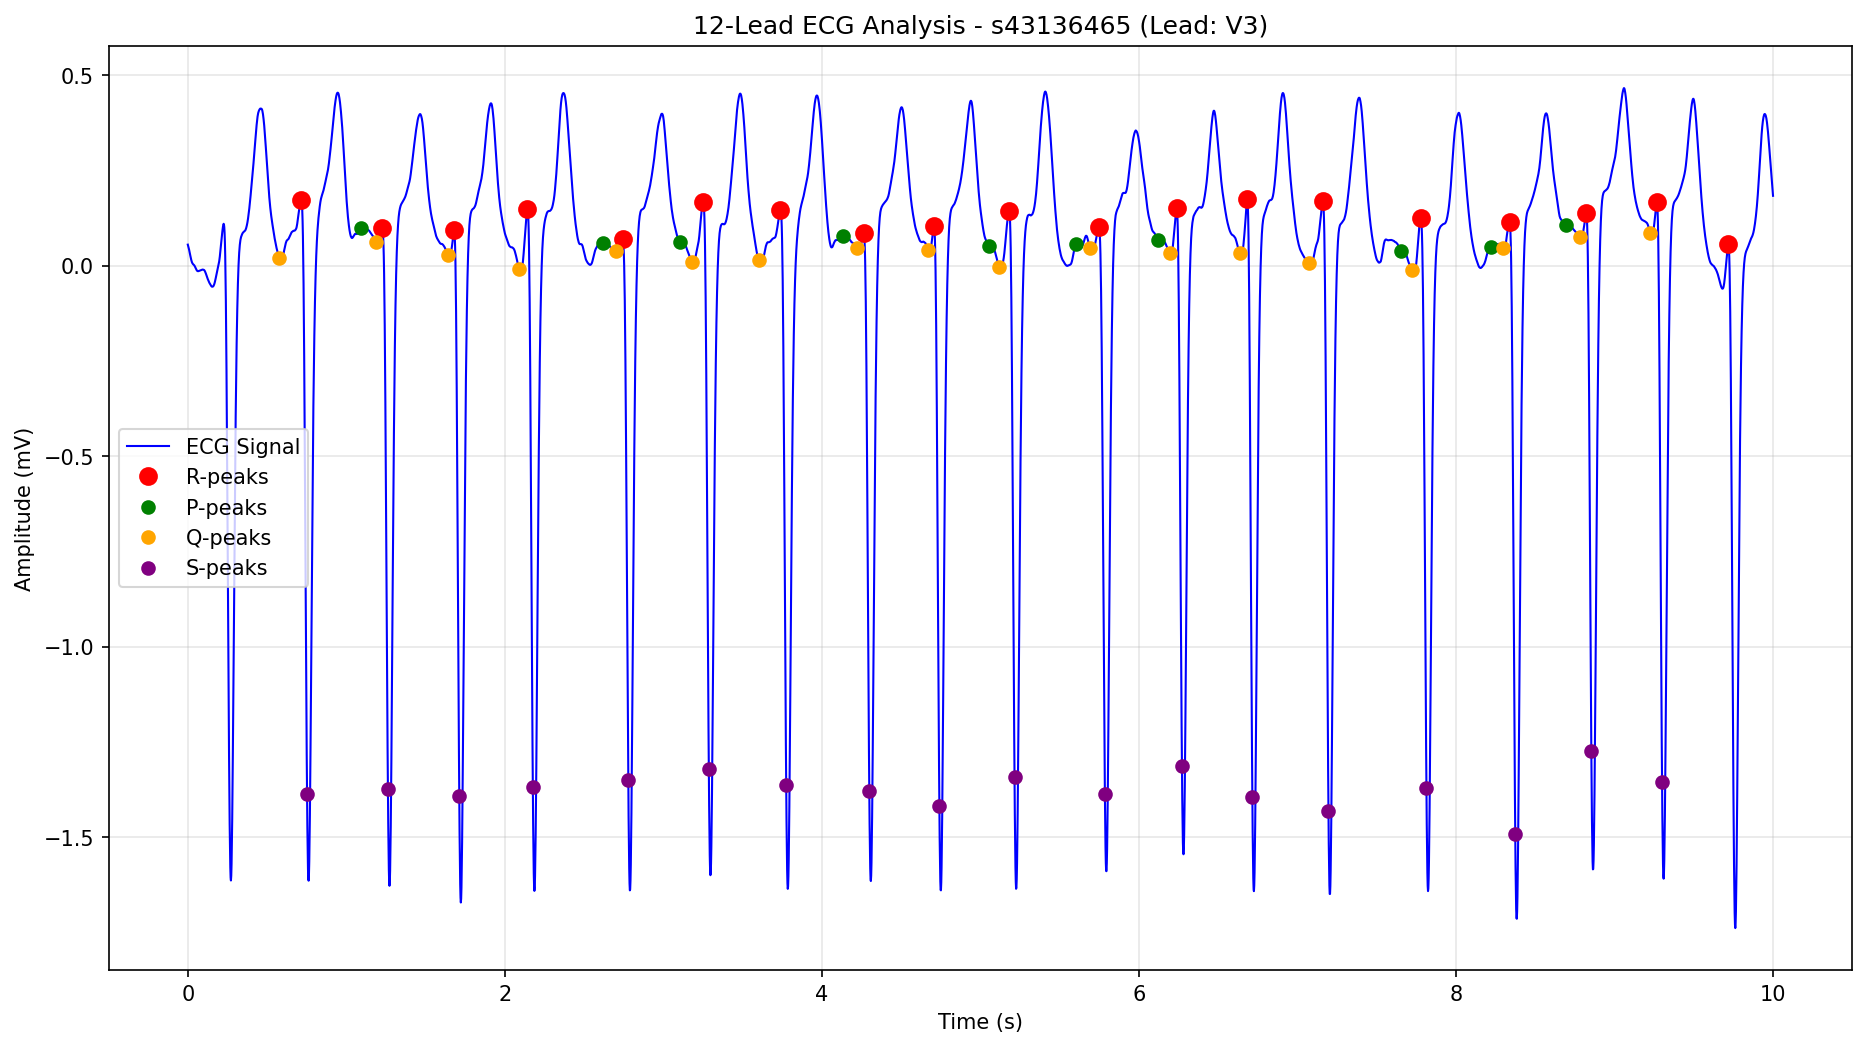 12-Lead ECG Analysis - s43136465 (Lead: V3)
Amplitude (mV)
0.5
0.0
−0.5
−1.0
−1.5
ECG Signal
R-peaks
P-peaks
Q-peaks
S-peaks
0 2 4 6 8 10
Time (s)